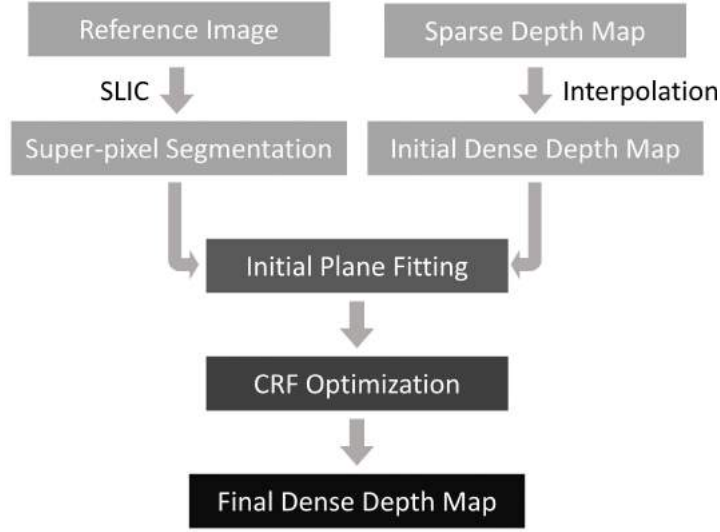 Reference Image
Sparse Depth Map
SLIC
Interpolation
Super-pixel Segmentation
Initial Dense Depth Map
Initial Plane Fitting
CRF Optimization
Final Dense Depth Map